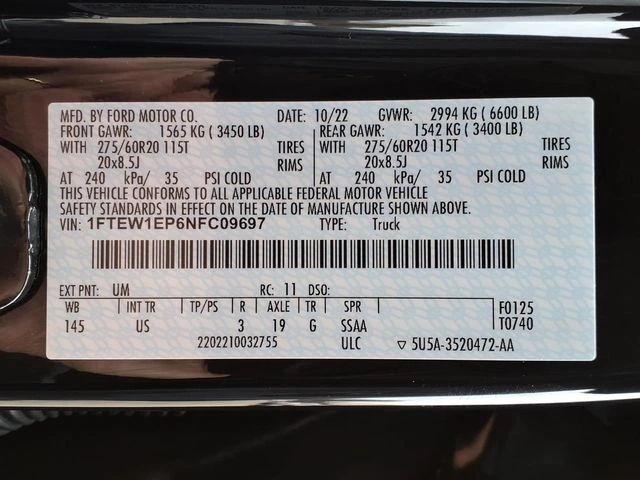 MFD. BY FORD MOTOR CO. DATE: 10/22 GVWR: 2994 KG ( 6600 LB)
FRONT GAWR: 1565 KG ( 3450 LB) REAR GAWR: 1542 KG ( 3400 LB)
WITH 275/60R20 115T TIRES WITH 275/60R20 115T TIRES
20x8.5J RIMS 20x8.5J RIMS
AT 240 kPa/ 35 PSI COLD AT 240 kPa/ 35 PSI COLD
THIS VEHICLE CONFORMS TO ALL APPLICABLE FEDERAL MOTOR VEHICLE
SAFETY STANDARDS IN EFFECT ON THE DATE OF MANUFACTURE SHOWN ABOVE.
VIN: 1FTEW1EP6NFC09697 TYPE: Truck
EXT PNT: UM RC: 11 DSO:
WB INT TR TP/PS R AXLE TR SPR F0125
145 US 3 19 G SSAA T0740
2202210032755 ULC ▽ 5U5A-3520472-AA